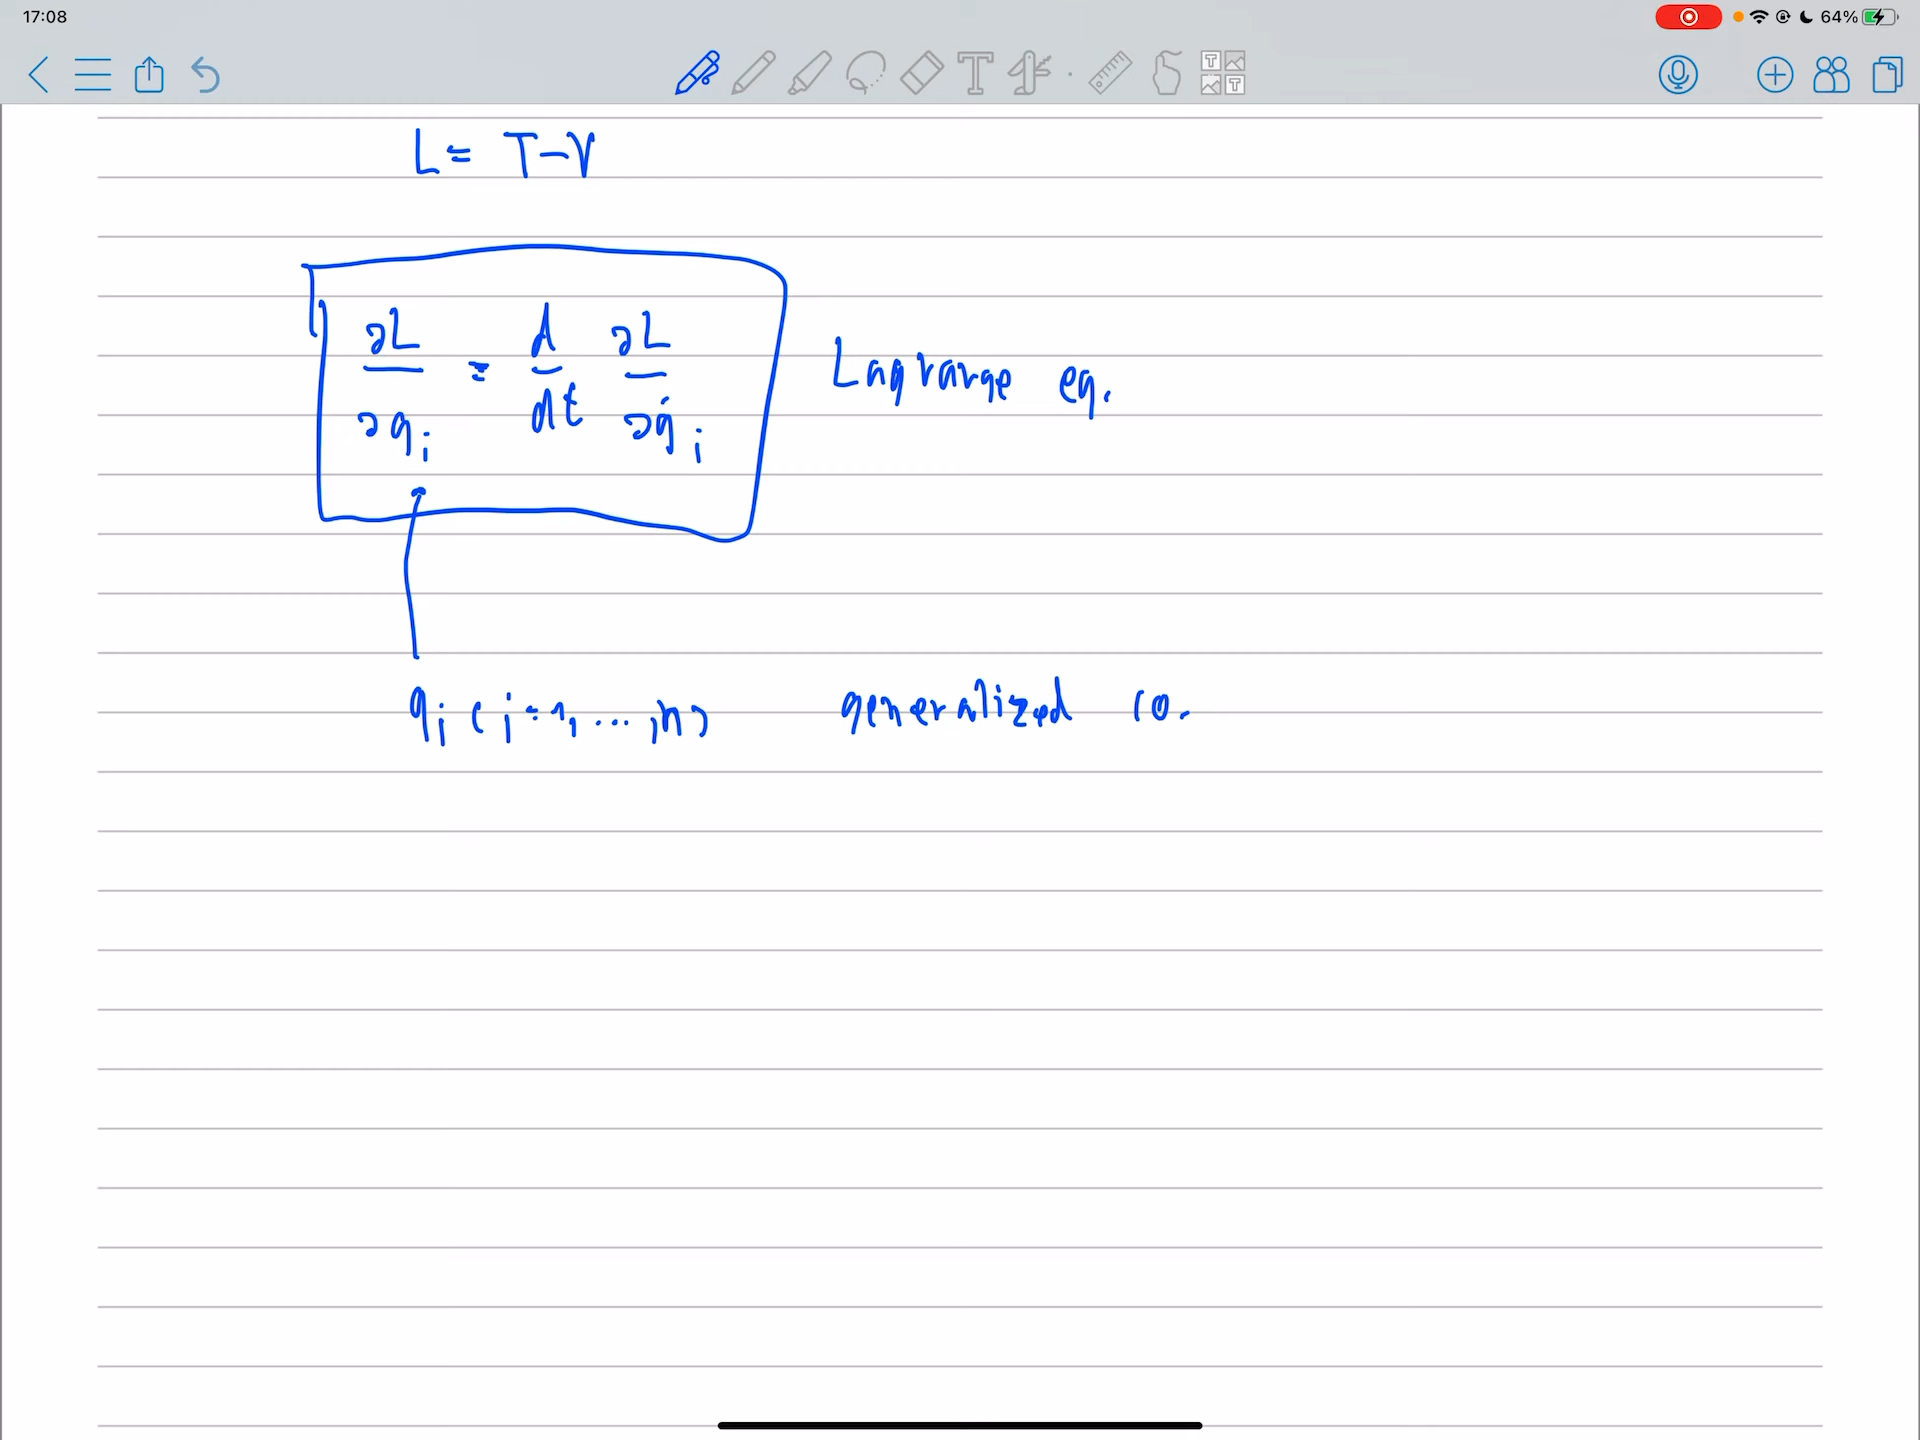 17:08 64%
L = T - V
∂L/∂qᵢ = d/dt ∂L/∂q̇ᵢ Lagrange eq.
qᵢ (i=1, ..., n) generalized co.